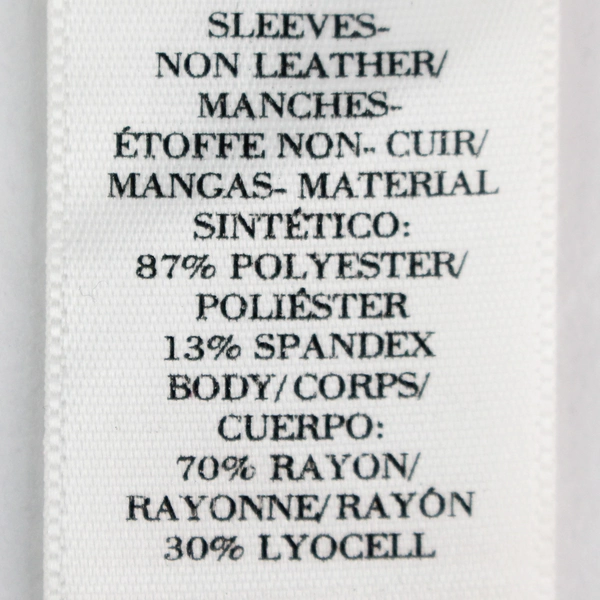 SLEEVES-
NON LEATHER/
MANCHES-
ÉTOFFE NON- CUIR/
MANGAS- MATERIAL
SINTÉTICO:
87% POLYESTER/
POLIÉSTER
13% SPANDEX
BODY/CORPS/
CUERPO:
70% RAYON/
RAYONNE/RAYÓN
30% LYOCELL